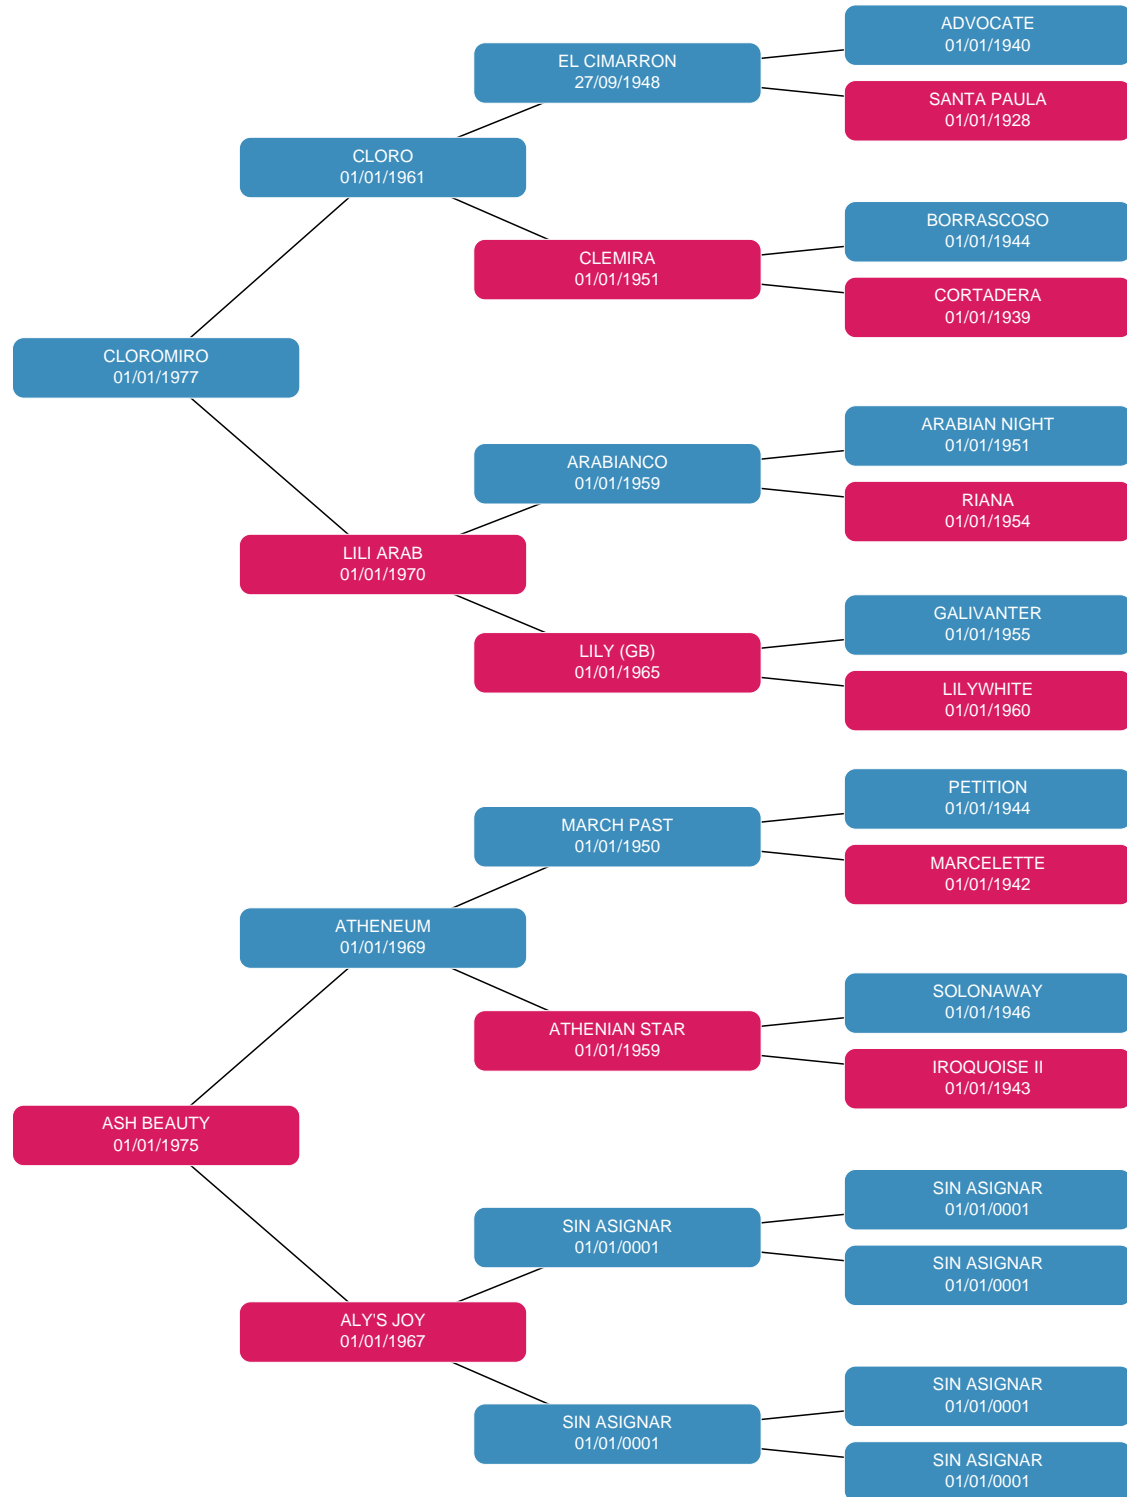 ADVOCATE
01/01/1940
EL CIMARRON
27/09/1948
SANTA PAULA
01/01/1928
CLORO
01/01/1961
BORRASCOSO
01/01/1944
CLEMIRA
01/01/1951
CORTADERA
01/01/1939
CLOROMIRO
01/01/1977
ARABIAN NIGHT
01/01/1951
ARABIANCO
01/01/1959
RIANA
01/01/1954
LILI ARAB
01/01/1970
GALIVANTER
01/01/1955
LILY (GB)
01/01/1965
LILYWHITE
01/01/1960
PETITION
01/01/1944
MARCH PAST
01/01/1950
MARCELETTE
01/01/1942
ATHENEUM
01/01/1969
SOLONAWAY
01/01/1946
ATHENIAN STAR
01/01/1959
IROQUOISE II
01/01/1943
ASH BEAUTY
01/01/1975
SIN ASIGNAR
01/01/0001
SIN ASIGNAR
01/01/0001
SIN ASIGNAR
01/01/0001
ALY'S JOY
01/01/1967
SIN ASIGNAR
01/01/0001
SIN ASIGNAR
01/01/0001
SIN ASIGNAR
01/01/0001